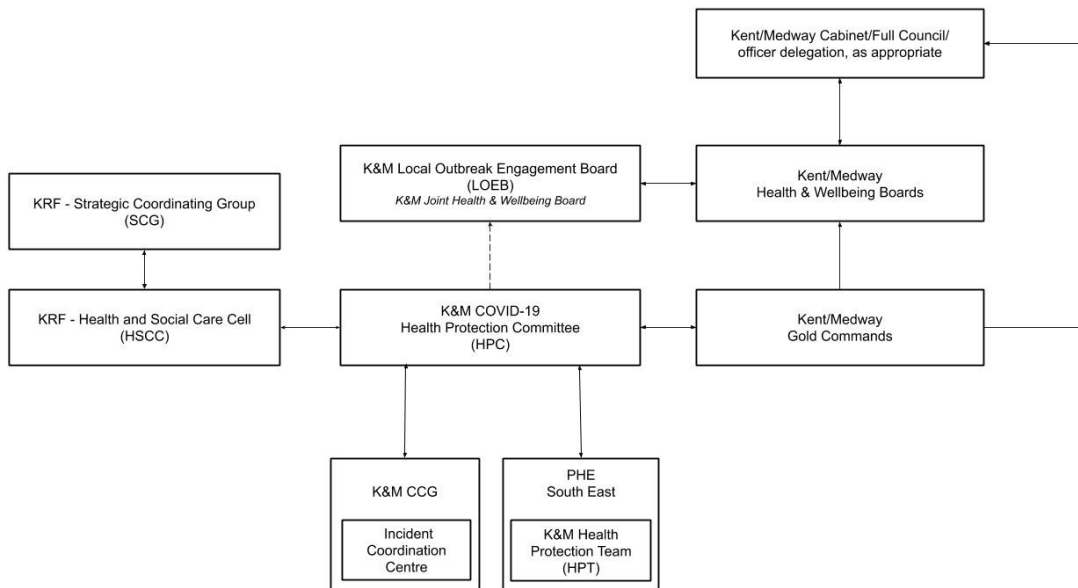 Kent/Medway Cabinet/Full Council/
officer delegation, as appropriate
K&M Local Outbreak Engagement Board
(LOEB)
K&M Joint Health & Wellbeing Board
Kent/Medway
Health & Wellbeing Boards
KRF - Strategic Coordinating Group
(SCG)
KRF - Health and Social Care Cell
(HSCC)
K&M COVID-19
Health Protection Committee
(HPC)
Kent/Medway
Gold Commands
K&M CCG
Incident
Coordination
Centre
PHE
South East
K&M Health
Protection Team
(HPT)